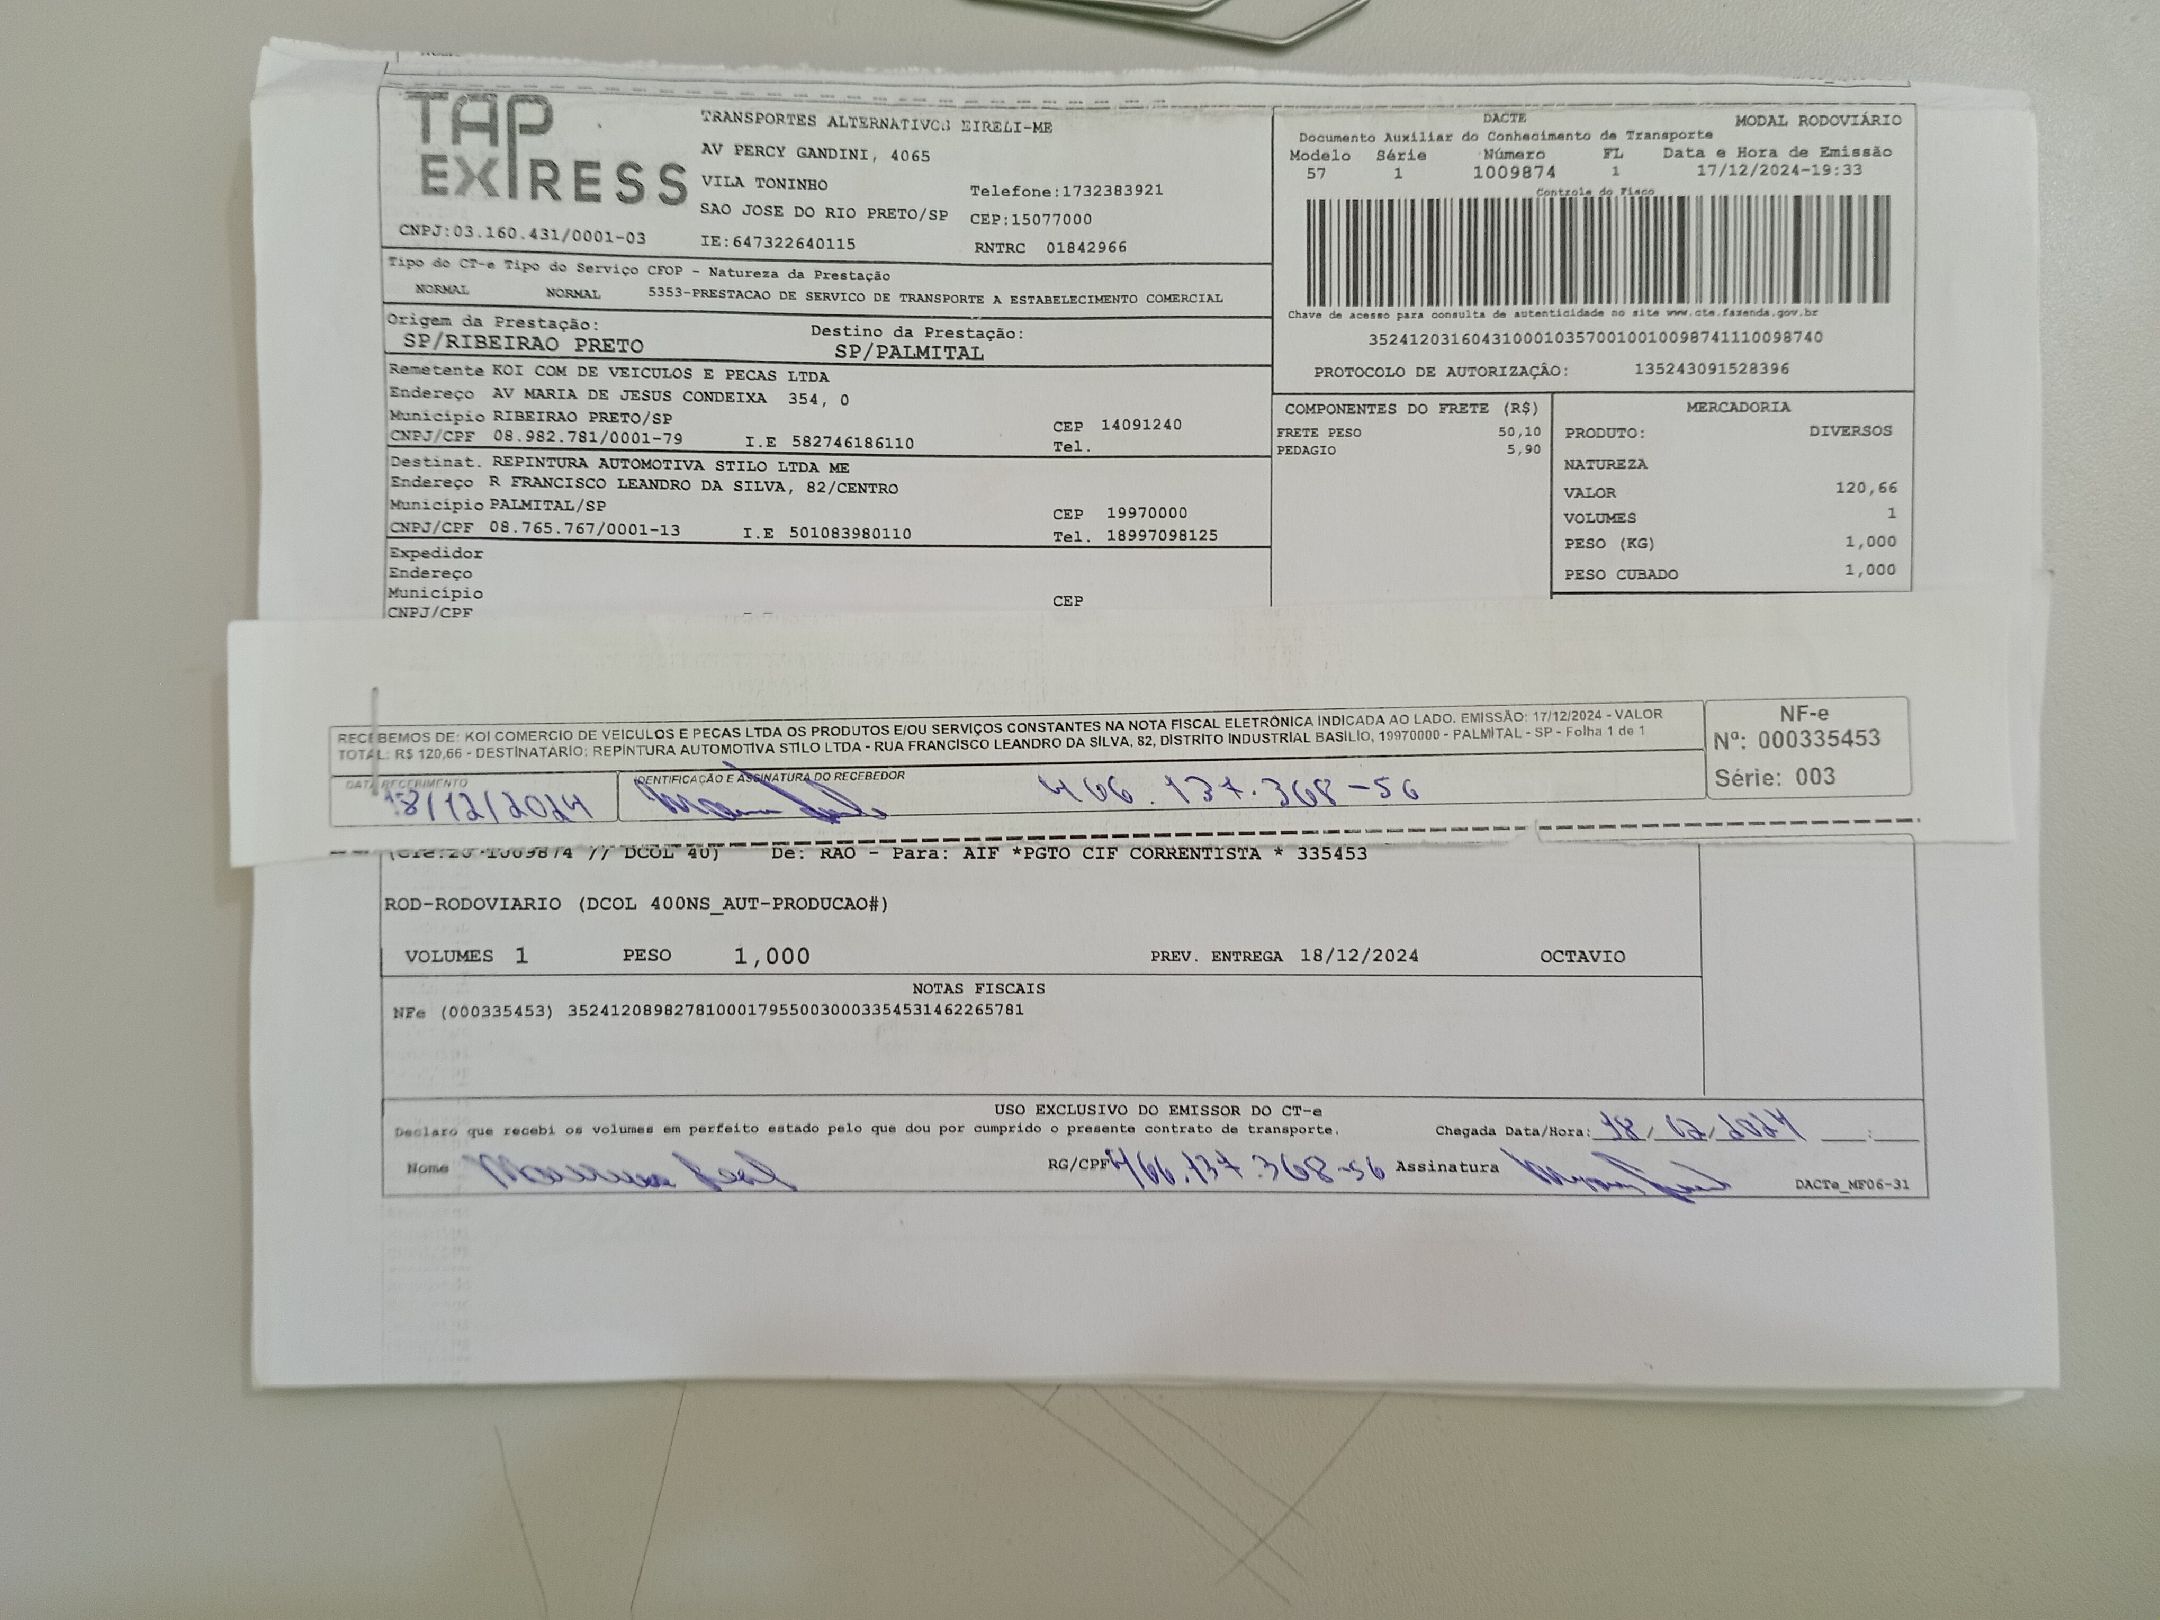 TAP
EXPRESS
TRANSPORTES ALTERNATIVOS EIRELI-ME
AV PERCY GANDINI, 4065
VILA TONINHO
Telefone:1732383921
SAO JOSE DO RIO PRETO/SP CEP:15077000
CNPJ:03.160.431/0001-03 IE:647322640115 RNTRC 01842966
DACTE MODAL RODOVIÁRIO
Documento Auxiliar do Conhecimento de Transporte
Modelo Série Número FL Data e Hora de Emissão
57 1 1009874 1 17/12/2024-19:33
Controle do Fisco
Chave de acesso para consulta de autenticidade no site www.cte.fazenda.gov.br
35241203160431000103570010010098741110098740
PROTOCOLO DE AUTORIZAÇÃO: 135243091528396
Tipo do CT-e Tipo do Serviço CFOP - Natureza da Prestação
NORMAL NORMAL 5353-PRESTACAO DE SERVICO DE TRANSPORTE A ESTABELECIMENTO COMERCIAL
Origem da Prestação: Destino da Prestação:
SP/RIBEIRAO PRETO SP/PALMITAL
Remetente KOI COM DE VEICULOS E PECAS LTDA
Endereço AV MARIA DE JESUS CONDEIXA 354, 0
Município RIBEIRAO PRETO/SP CEP 14091240
CNPJ/CPF 08.982.781/0001-79 I.E 582746186110 Tel.
Destinat. REPINTURA AUTOMOTIVA STILO LTDA ME
Endereço R FRANCISCO LEANDRO DA SILVA, 82/CENTRO
Município PALMITAL/SP CEP 19970000
CNPJ/CPF 08.765.767/0001-13 I.E 501083980110 Tel. 18997098125
Expedidor
Endereço
Município CEP
CNPJ/CPF
COMPONENTES DO FRETE (R$)
FRETE PESO 50,10
PEDAGIO 5,90
MERCADORIA
PRODUTO: DIVERSOS
NATUREZA
VALOR 120,66
VOLUMES 1
PESO (KG) 1,000
PESO CUBADO 1,000
RECEBEMOS DE: KOI COMERCIO DE VEICULOS E PECAS LTDA OS PRODUTOS E/OU SERVIÇOS CONSTANTES NA NOTA FISCAL ELETRÔNICA INDICADA AO LADO. EMISSÃO: 17/12/2024 - VALOR
TOTAL: R$ 120,66 - DESTINATÁRIO: REPINTURA AUTOMOTIVA STILO LTDA - RUA FRANCISCO LEANDRO DA SILVA, 82, DISTRITO INDUSTRIAL BASILIO, 19970000 - PALMITAL - SP - Folha 1 de 1
NF-e
Nª: 000335453
Série: 003
DATA RECEBIMENTO IDENTIFICAÇÃO E ASSINATURA DO RECEBEDOR
18/12/2024 466.137.368-56
(Cte:20-1009874 // DCOL 40) De: RAO - Para: AIF *PGTO CIF CORRENTISTA * 335453
ROD-RODOVIARIO (DCOL 400NS_AUT-PRODUCAO#)
VOLUMES 1 PESO 1,000 PREV. ENTREGA 18/12/2024 OCTAVIO
NOTAS FISCAIS
NFe (000335453) 35241208982781000179550030003354531462265781
USO EXCLUSIVO DO EMISSOR DO CT-e
Declaro que recebi os volumes em perfeito estado pelo que dou por cumprido o presente contrato de transporte. Chegada Data/Hora: 18/12/2024 __:__
Nome RG/CPF 466.137.368-56 Assinatura
DACTe_MF06-31